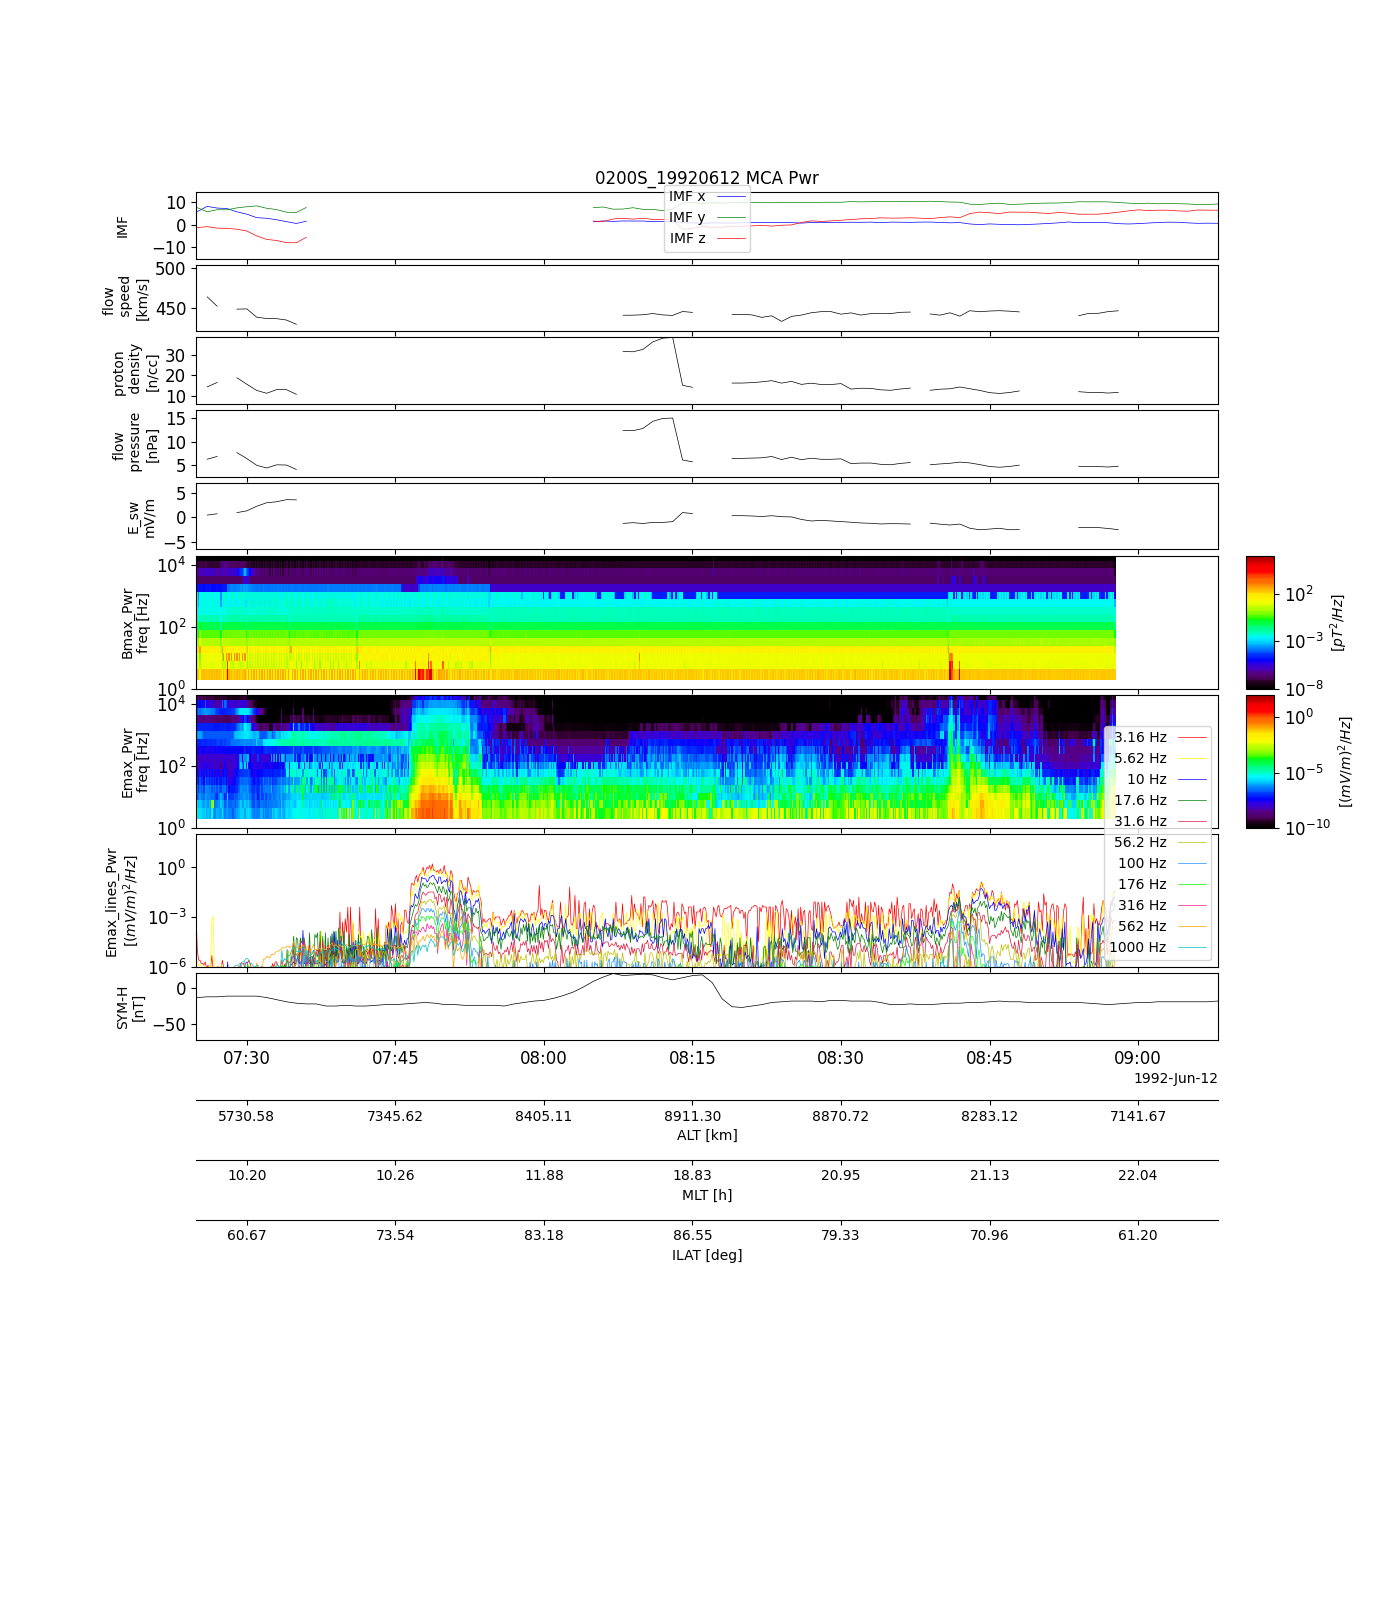 0200S_19920612 MCA Pwr
IMF
10
0
−10
IMF x
IMF y
IMF z
flow
speed
[km/s]
500
450
proton
density
[n/cc]
30
20
10
flow
pressure
[nPa]
15
10
5
E_sw
mV/m
5
0
−5
Bmax_Pwr
freq [Hz]
10^4
10^2
10^0
10^2
10^−3
10^−8
[pT^2/Hz]
Emax_Pwr
freq [Hz]
10^4
10^2
10^0
10^0
10^−5
10^−10
[(mV/m)^2/Hz]
3.16 Hz
5.62 Hz
10 Hz
17.6 Hz
31.6 Hz
56.2 Hz
100 Hz
176 Hz
316 Hz
562 Hz
1000 Hz
Emax_lines_Pwr
[(mV/m)^2/Hz]
10^0
10^−3
10^−6
SYM-H
[nT]
0
−50
07:30 07:45 08:00 08:15 08:30 08:45 09:00
1992-Jun-12
5730.58 7345.62 8405.11 8911.30 8870.72 8283.12 7141.67
ALT [km]
10.20 10.26 11.88 18.83 20.95 21.13 22.04
MLT [h]
60.67 73.54 83.18 86.55 79.33 70.96 61.20
ILAT [deg]